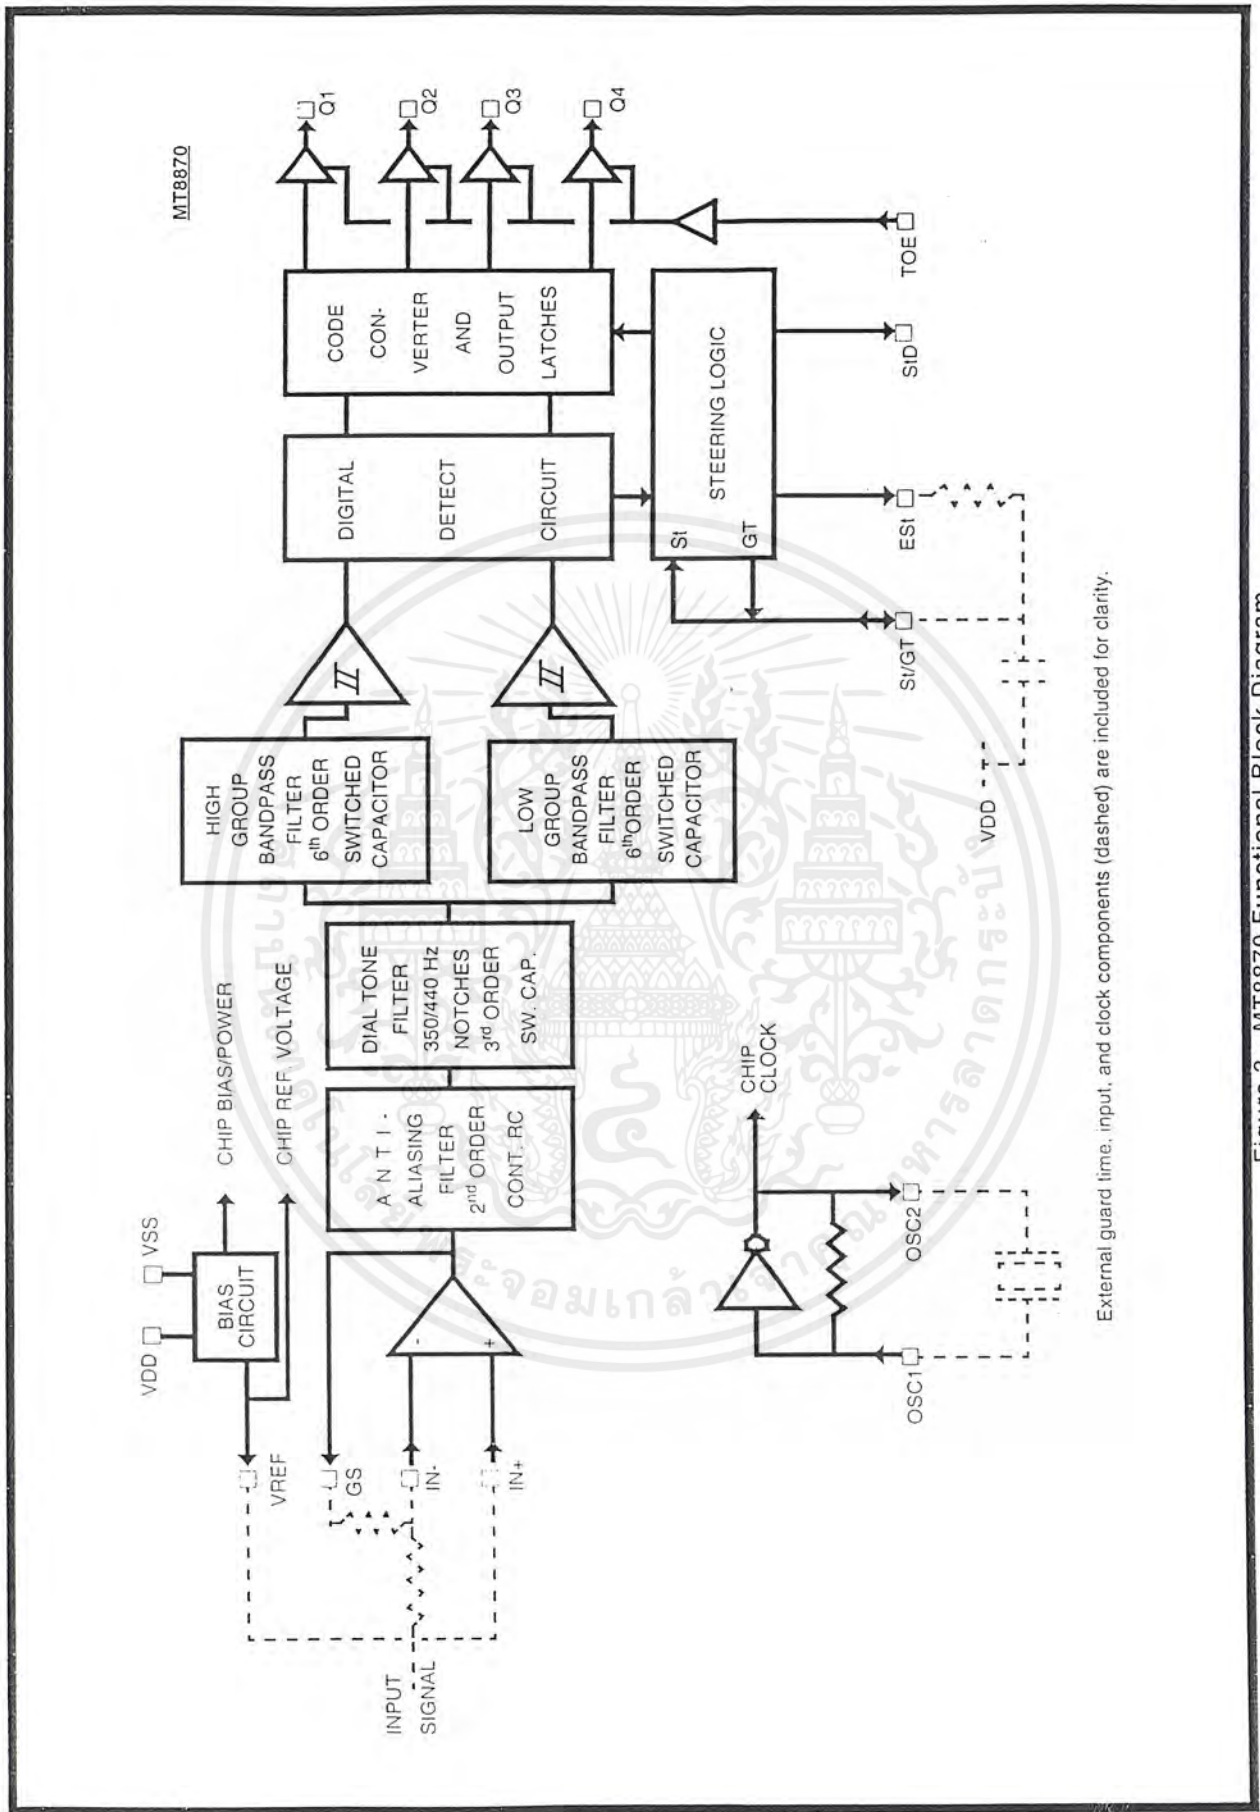 MT8870
VDD
VSS
BIAS
CIRCUIT
CHIP BIAS/POWER
CHIP REF. VOLTAGE
VREF
INPUT
SIGNAL
GS
IN-
IN+
-
+
A N T I -
ALIASING
FILTER
2nd ORDER
CONT. RC
DIAL TONE
FILTER
350/440 Hz
NOTCHES
3rd ORDER
SW. CAP.
HIGH
GROUP
BANDPASS
FILTER
6th ORDER
SWITCHED
CAPACITOR
LOW
GROUP
BANDPASS
FILTER
6th ORDER
SWITCHED
CAPACITOR
DIGITAL
DETECT
CIRCUIT
CODE
CON-
VERTER
AND
OUTPUT
LATCHES
Q1
Q2
Q3
Q4
St
GT
STEERING LOGIC
CHIP
CLOCK
OSC1
OSC2
VDD
St/GT
ESt
StD
TOE
External guard time, input, and clock components (dashed) are included for clarity.
MT8870 Functional Block Diagram